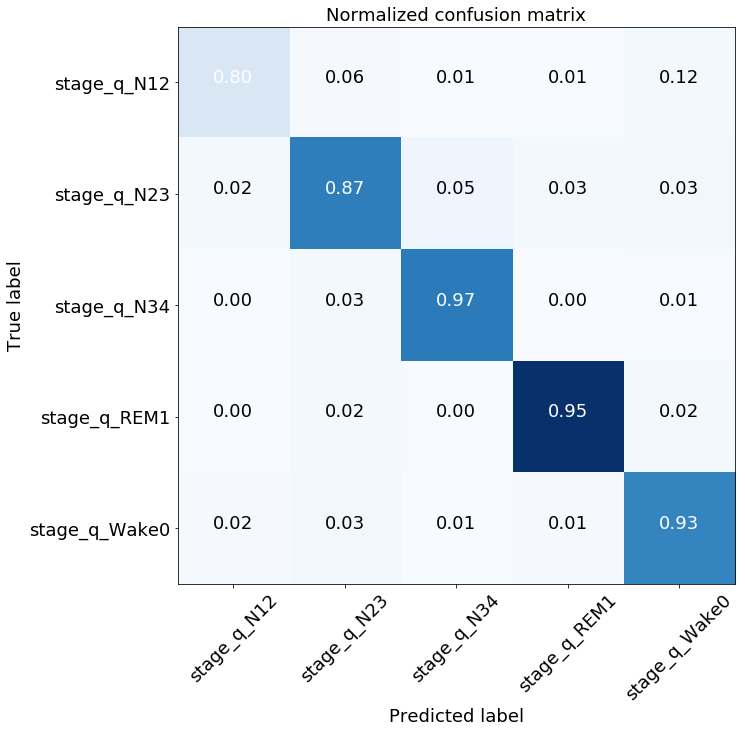 Normalized confusion matrix
True label
stage_q_N12 0.80 0.06 0.01 0.01 0.12
stage_q_N23 0.02 0.87 0.05 0.03 0.03
stage_q_N34 0.00 0.03 0.97 0.00 0.01
stage_q_REM1 0.00 0.02 0.00 0.95 0.02
stage_q_Wake0 0.02 0.03 0.01 0.01 0.93
stage_q_N12 stage_q_N23 stage_q_N34 stage_q_REM1 stage_q_Wake0
Predicted label